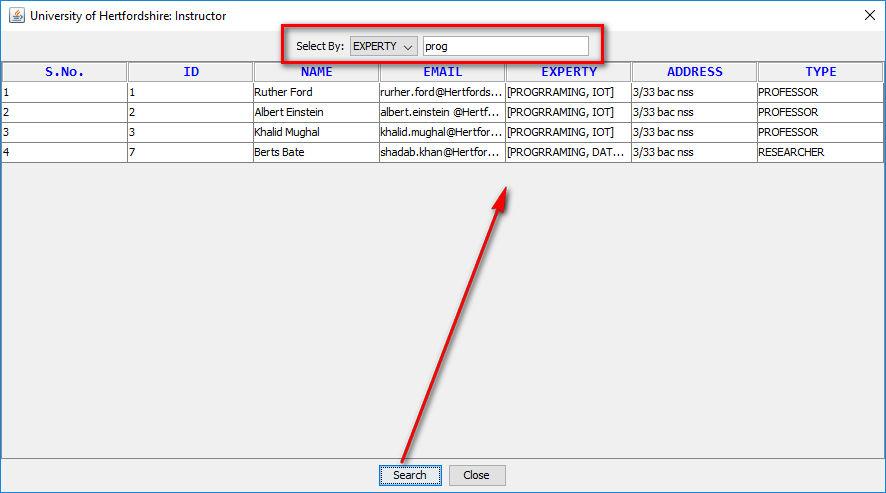 University of Hertfordshire: Instructor
Select By: EXPERTY prog
S.No. ID NAME EMAIL EXPERTY ADDRESS TYPE
1 1 Ruther Ford rurher.ford@Hertfords... [PROGRRAMING, IOT] 3/33 bac nss PROFESSOR
2 2 Albert Einstein albert.einstein @Hertf... [PROGRRAMING, IOT] 3/33 bac nss PROFESSOR
3 3 Khalid Mughal khalid.mughal@Hertfor... [PROGRRAMING, IOT] 3/33 bac nss PROFESSOR
4 7 Berts Bate shadab.khan@Hertfor... [PROGRRAMING, DAT... 3/33 bac nss RESEARCHER
Search Close